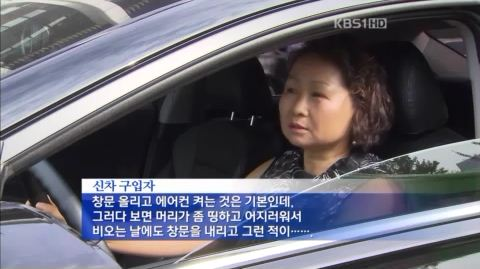 KBS1HD
신차 구입자
창문 올리고 에어컨 켜는 것은 기본인데,
그러다 보면 머리가 좀 띵하고 어지러워서
비오는 날에도 창문을 내리고 그런 적이……